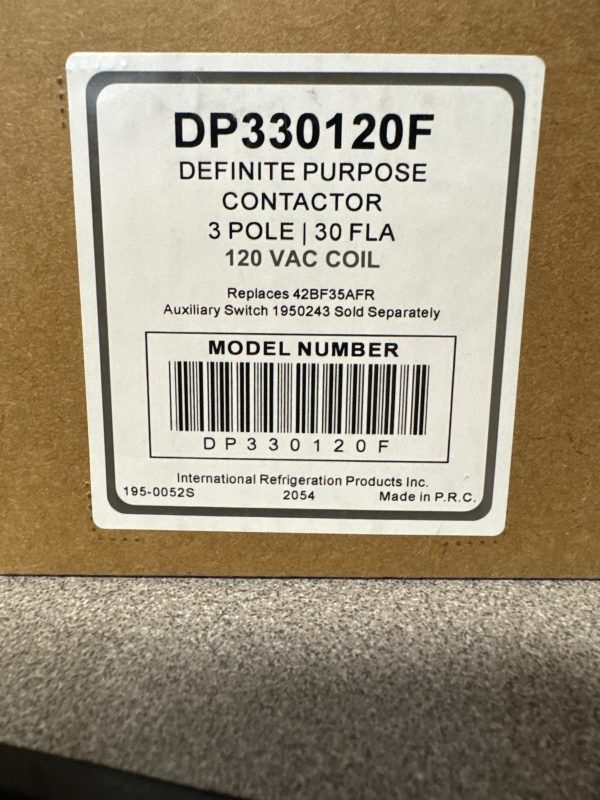 DP330120F
DEFINITE PURPOSE
CONTACTOR
3 POLE | 30 FLA
120 VAC COIL
Replaces 42BF35AFR
Auxiliary Switch 1950243 Sold Separately
MODEL NUMBER
DP330120F
International Refrigeration Products Inc.
195-0052S 2054 Made in P.R.C.